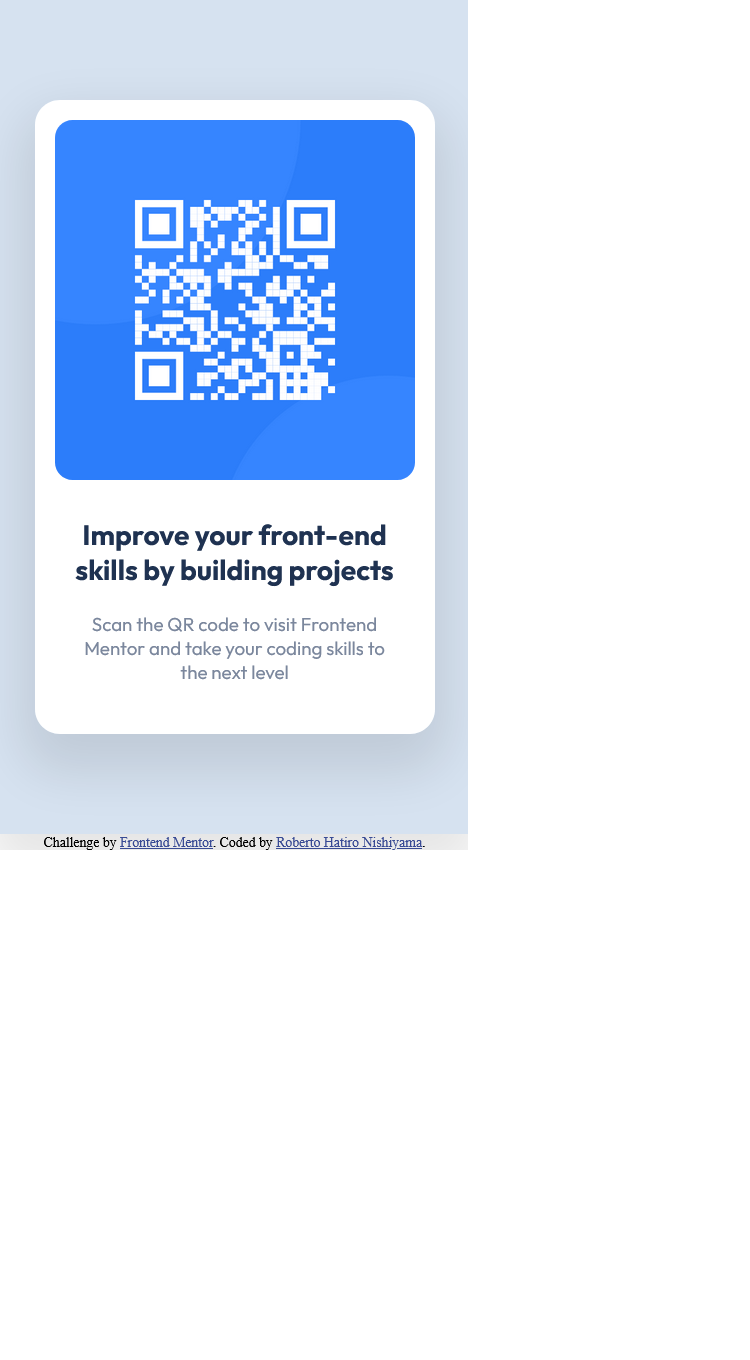 Improve your front-end
skills by building projects
Scan the QR code to visit Frontend
Mentor and take your coding skills to
the next level
Challenge by Frontend Mentor. Coded by Roberto Hatiro Nishiyama.